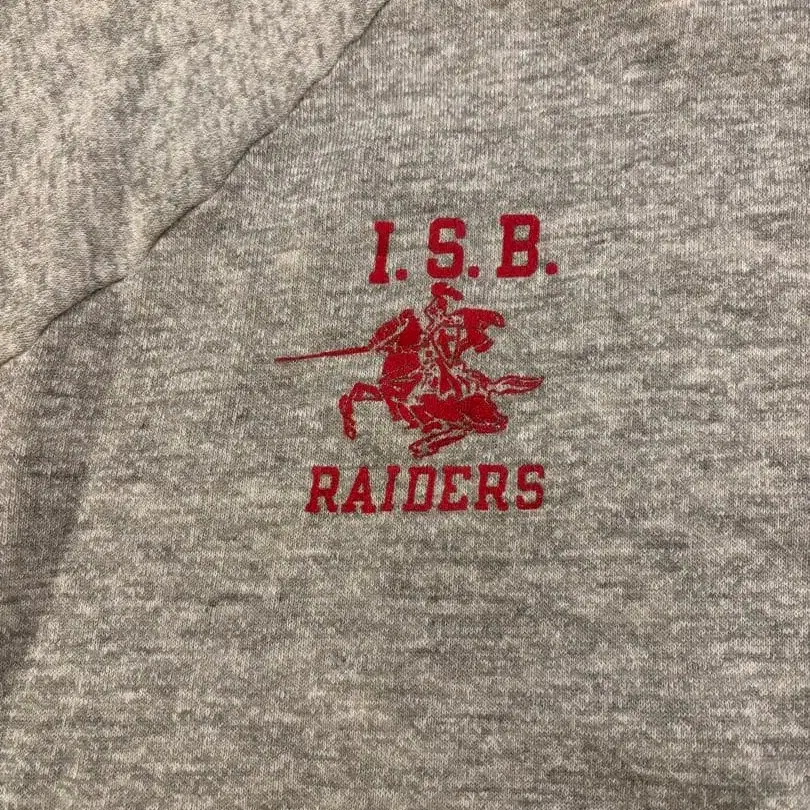 I. S. B.
RAIDERS